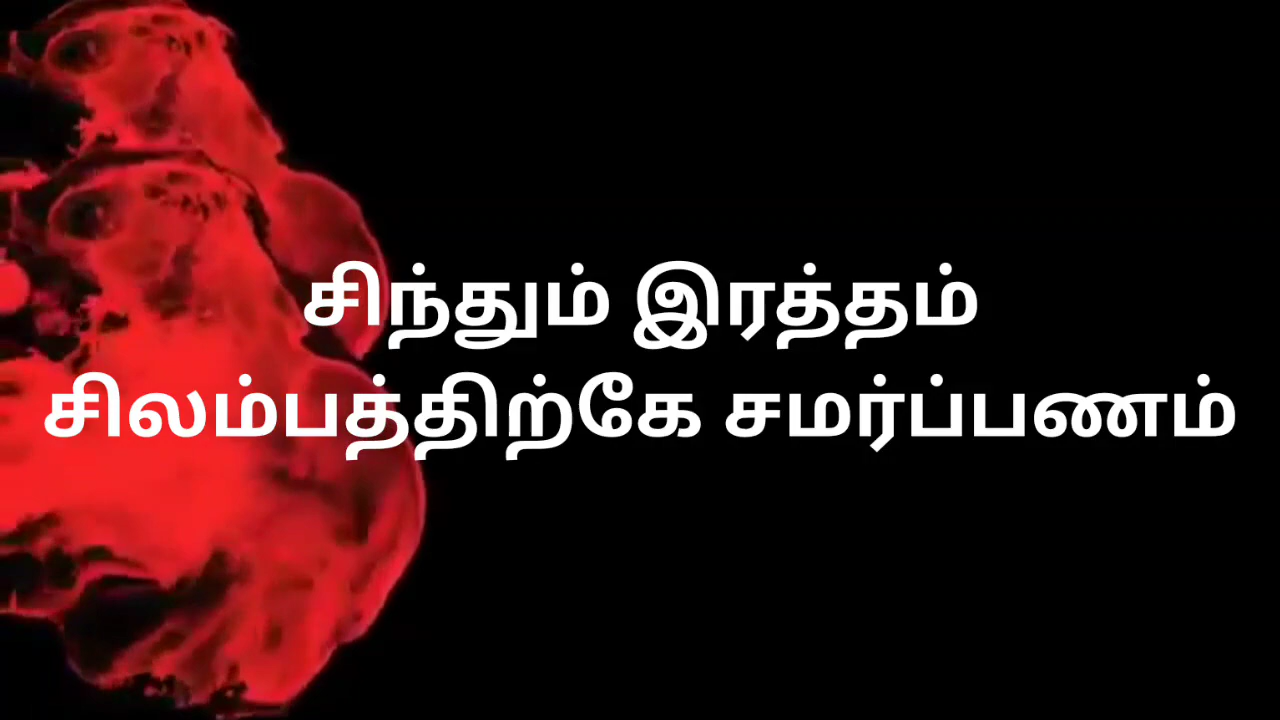 சிந்தும் இரத்தம்
சிலம்பத்திற்கே சமர்ப்பணம்